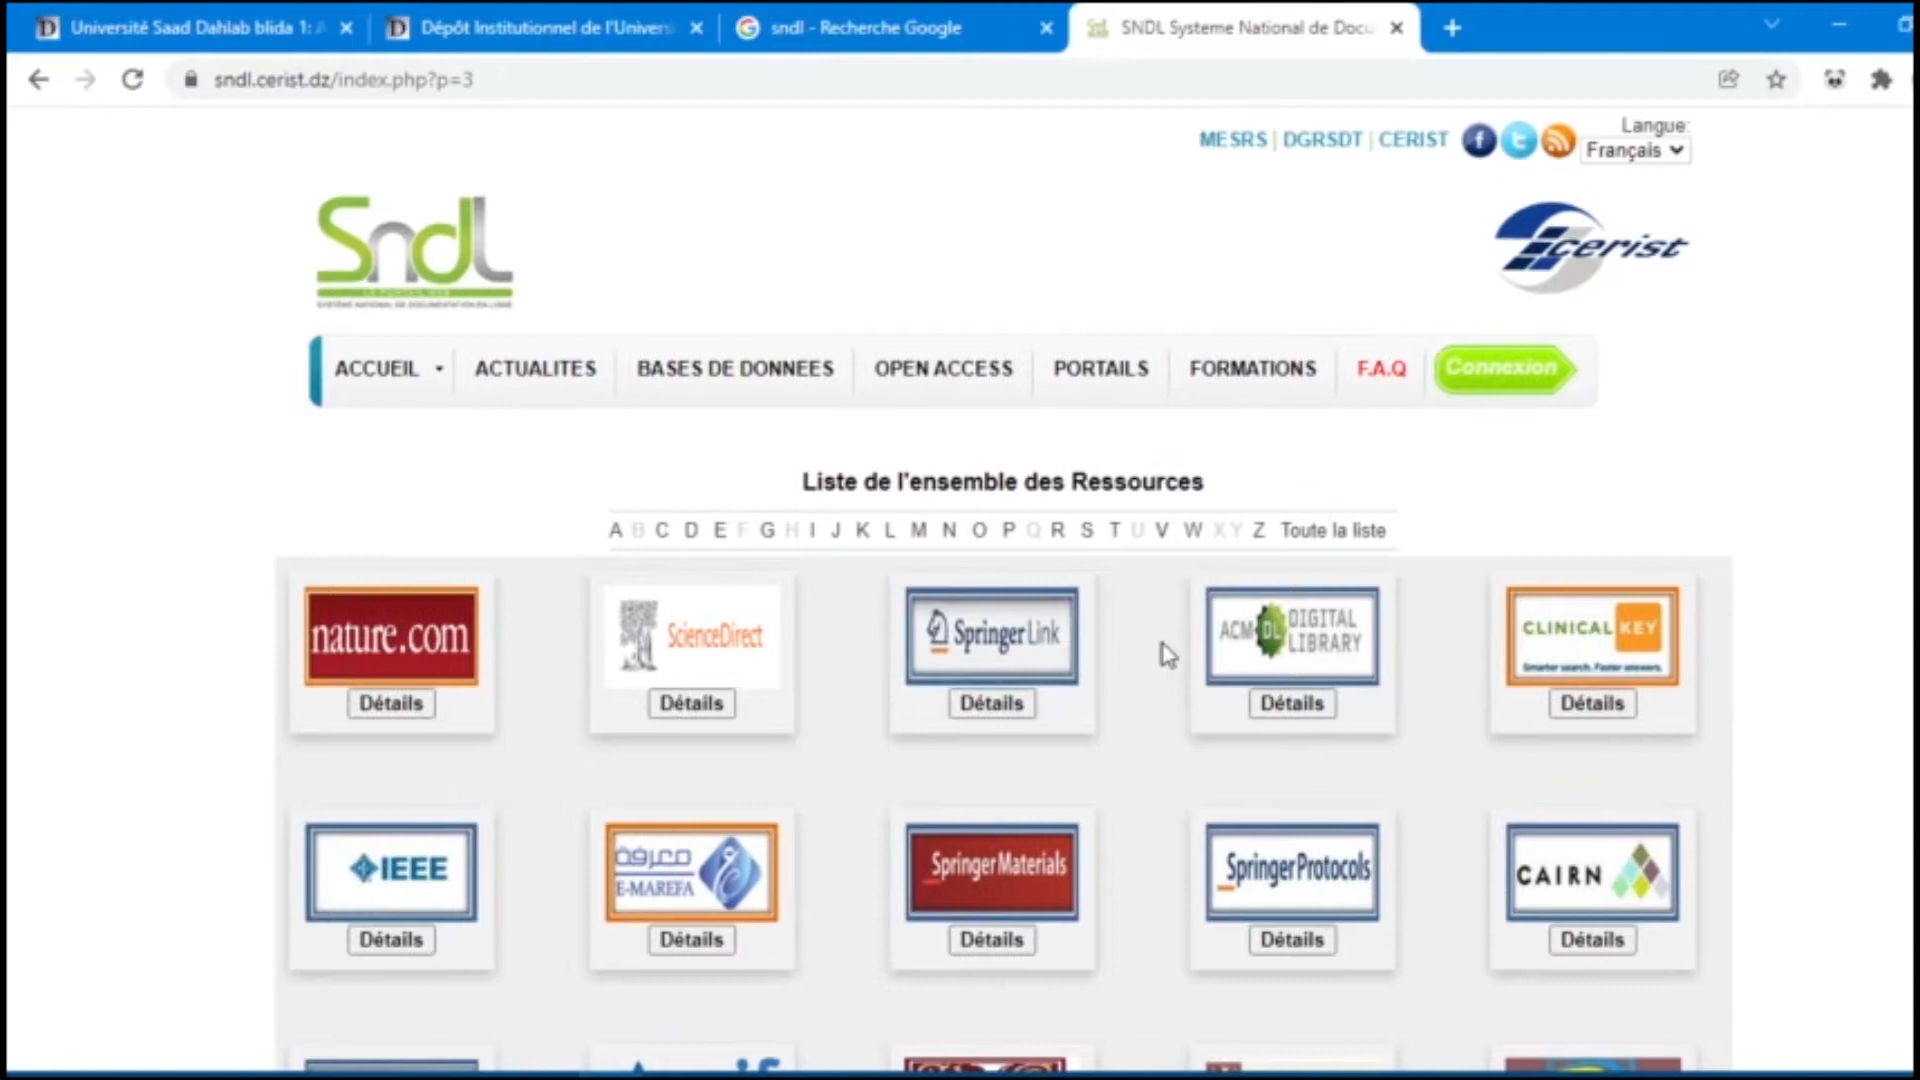 Université Saad Dahlab blida 1:
Dépôt Institutionnel de l'Univers
sndl - Recherche Google
SNDL Systeme National de Docu
sndl.cerist.dz/index.php?p=3
MESRS | DGRSDT | CERIST
Langue:
Français
Sndl
cerist
ACCUEIL
ACTUALITES
BASES DE DONNEES
OPEN ACCESS
PORTAILS
FORMATIONS
F.A.Q
Connexion
Liste de l'ensemble des Ressources
A B C D E F G H I J K L M N O P Q R S T U V W X Y Z Toute la liste
nature.com
ScienceDirect
Springer Link
ACM DL DIGITAL LIBRARY
CLINICAL KEY
Smarter search. Faster answers.
Détails
Détails
Détails
Détails
Détails
IEEE
معرفة
E-MAREFA
Springer Materials
Springer Protocols
CAIRN
Détails
Détails
Détails
Détails
Détails